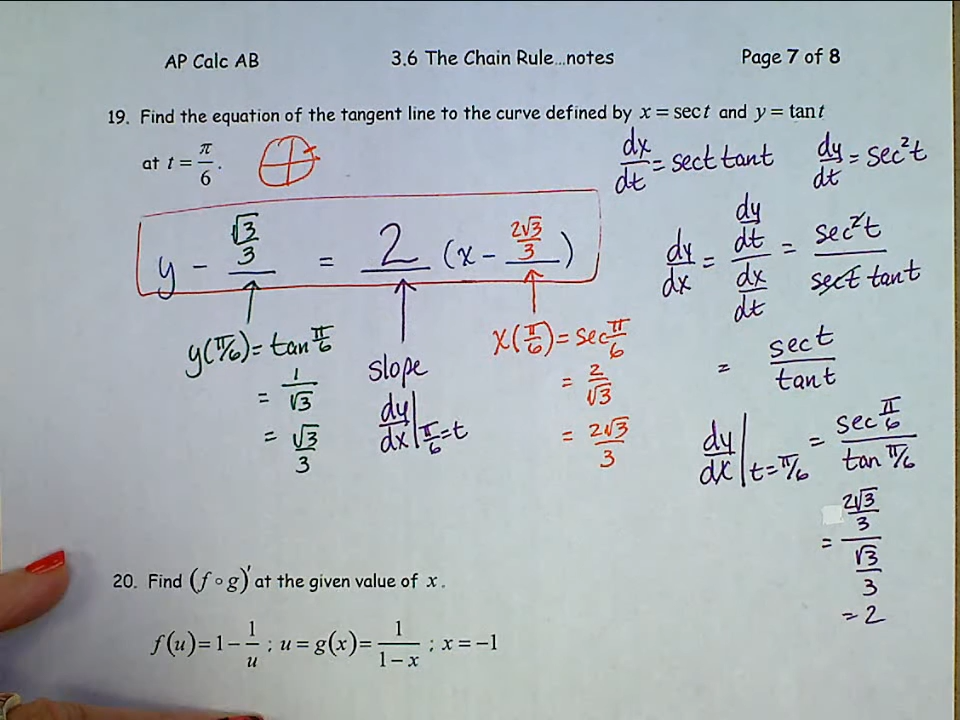 AP Calc AB 3.6 The Chain Rule…notes Page 7 of 8
19. Find the equation of the tangent line to the curve defined by x = sec t and y = tan t
at t = π/6 .
dx/dt = sect tant dy/dt = sec²t
y - √3/3 = 2 (x - 2√3/3)
dy/dx = (dy/dt)/(dx/dt) = sec²t/(sect tant)
y(π/6) = tan π/6
= 1/√3
= √3/3
slope
dy/dx | π/6=t
x(π/6) = sec π/6
= 2/√3
= 2√3/3
= sect/tant
dy/dx | t=π/6 = (sec π/6)/(tan π/6)
= (2√3/3)/(√3/3)
= 2
20. Find (f∘g)′ at the given value of x.
f(u)=1−1/u ; u = g(x)=1/(1−x) ; x = −1